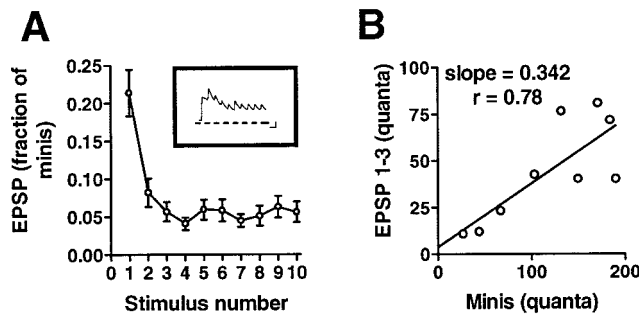 A
EPSP (fraction of
minis)
0.25
0.20
0.15
0.10
0.05
0.00
0 1 2 3 4 5 6 7 8 9 10
Stimulus number
B
EPSP 1-3 (quanta)
100
75
50
25
0
slope = 0.342
r = 0.78
0 100 200
Minis (quanta)